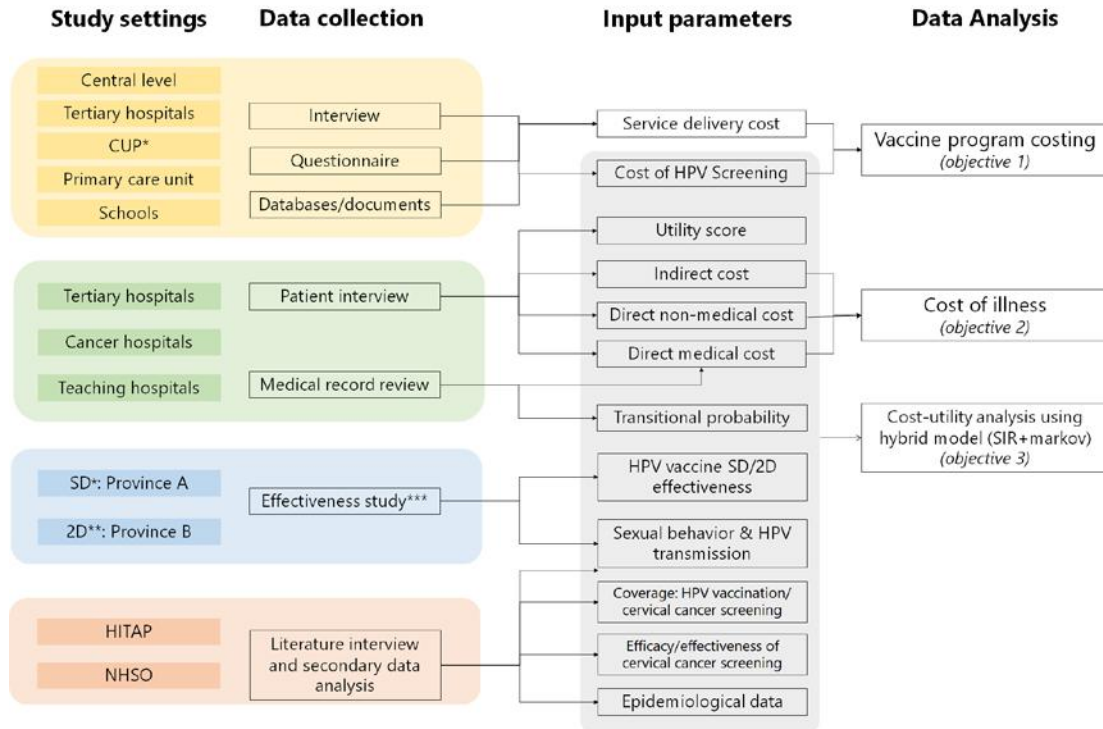 Study settings
Data collection
Input parameters
Data Analysis
Central level
Tertiary hospitals
CUP*
Primary care unit
Schools
Interview
Questionnaire
Databases/documents
Service delivery cost
Cost of HPV Screening
Vaccine program costing
(objective 1)
Tertiary hospitals
Cancer hospitals
Teaching hospitals
Patient interview
Medical record review
Utility score
Indirect cost
Direct non-medical cost
Direct medical cost
Transitional probability
Cost of illness
(objective 2)
Cost-utility analysis using
hybrid model (SIR+markov)
(objective 3)
SD*: Province A
2D**: Province B
Effectiveness study***
HPV vaccine SD/2D
effectiveness
Sexual behavior & HPV
transmission
HITAP
NHSO
Literature interview
and secondary data
analysis
Coverage: HPV vaccination/
cervical cancer screening
Efficacy/effectiveness of
cervical cancer screening
Epidemiological data